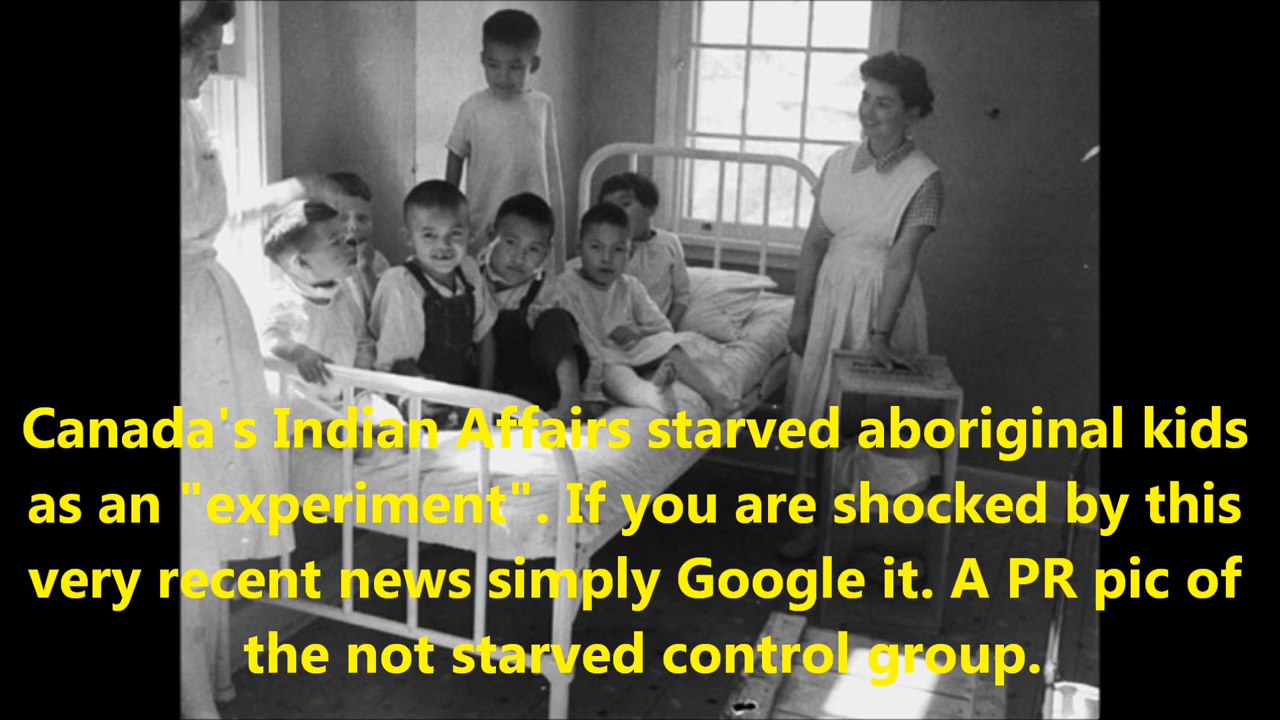 Canada's Indian Affairs starved aboriginal kids
as an "experiment". If you are shocked by this
very recent news simply Google it. A PR pic of
the not starved control group.